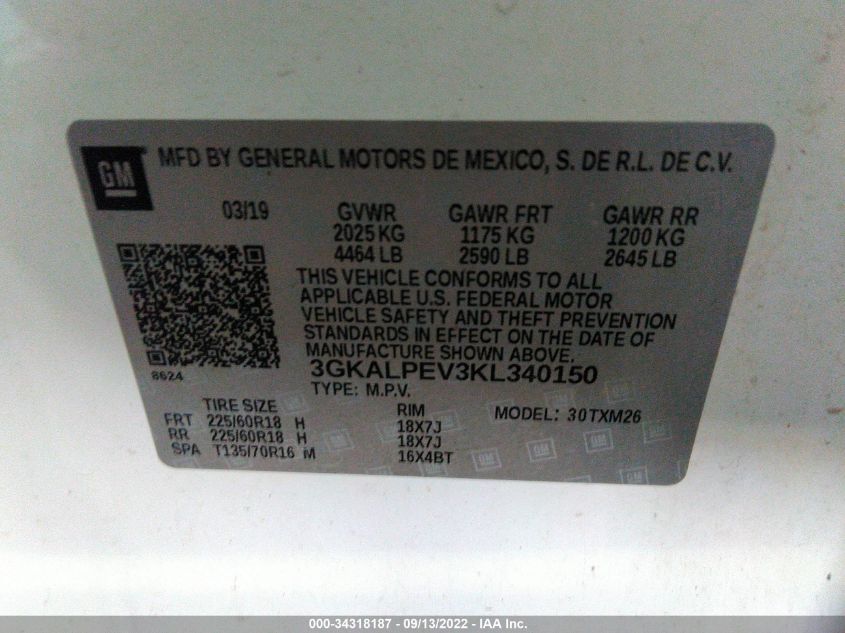 GM MFD BY GENERAL MOTORS DE MEXICO, S. DE R.L. DE C.V.
03/19 GVWR GAWR FRT GAWR RR
2025 KG 1175 KG 1200 KG
4464 LB 2590 LB 2645 LB
THIS VEHICLE CONFORMS TO ALL
APPLICABLE U.S. FEDERAL MOTOR
VEHICLE SAFETY AND THEFT PREVENTION
STANDARDS IN EFFECT ON THE DATE OF
MANUFACTURE SHOWN ABOVE.
8624 3GKALPEV3KL340150
TYPE: M.P.V.
TIRE SIZE RIM MODEL: 30TXM26
FRT 225/60R18 H 18X7J
RR 225/60R18 H 18X7J
SPA T135/70R16 M 16X4BT
000-34318187 - 09/13/2022 - IAA Inc.